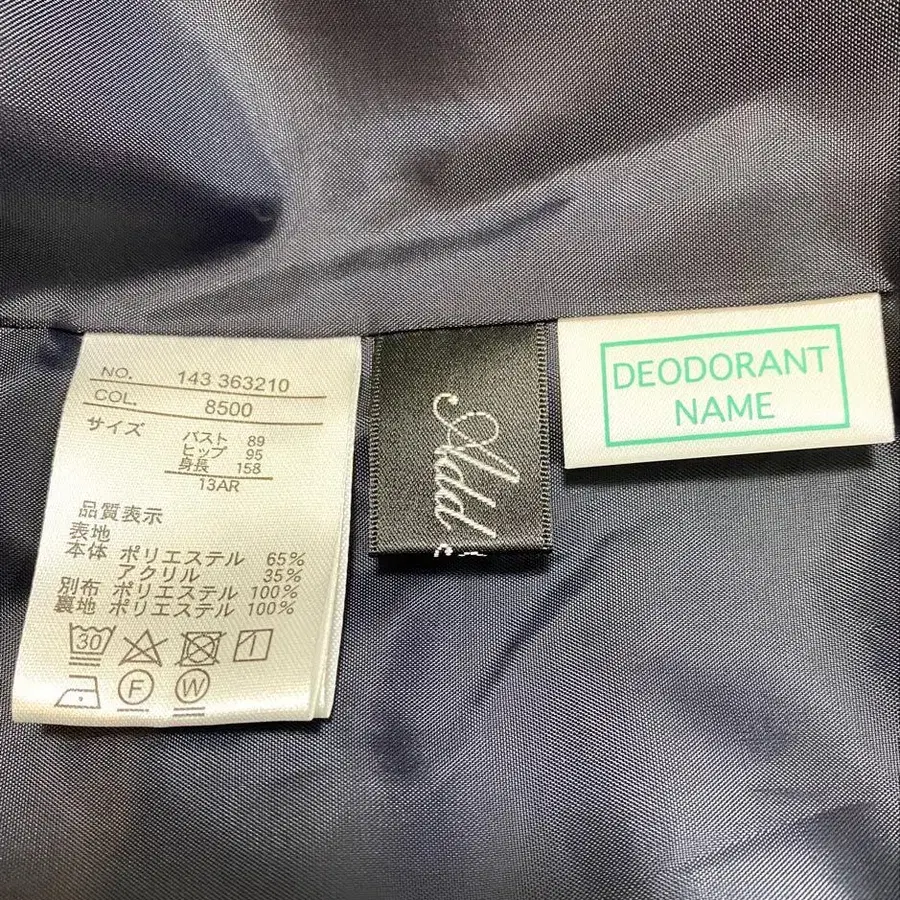 NO. 143 363210
COL. 8500
サイズ バスト 89
ヒップ 95
身長 158
13AR
品質表示
表地
本体 ポリエステル 65%
アクリル 35%
別布 ポリエステル 100%
裏地 ポリエステル 100%
30 1
F W
DEODORANT
NAME